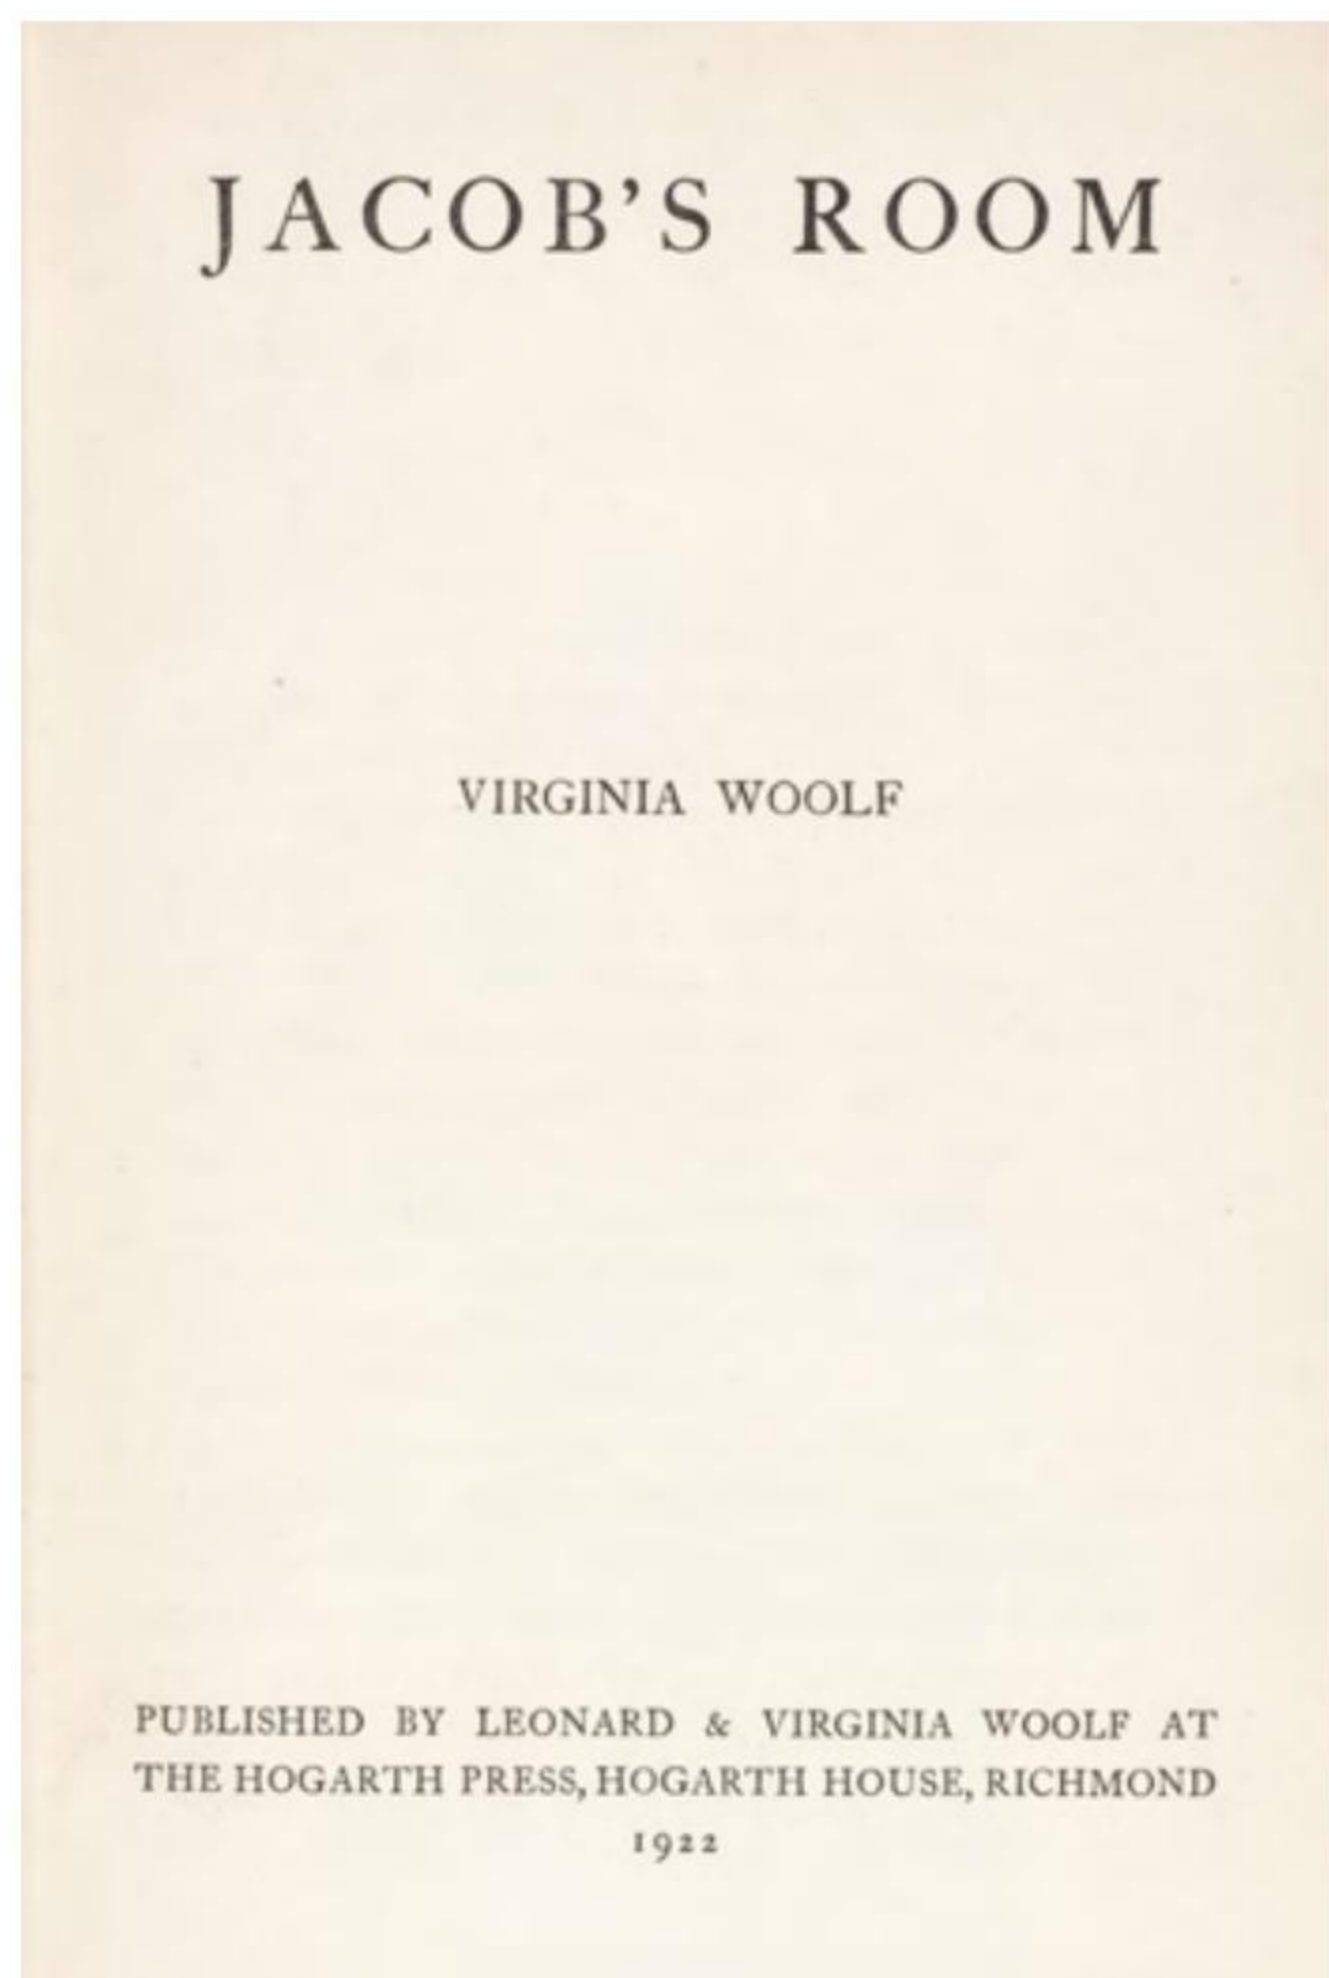 JACOB'S ROOM
VIRGINIA WOOLF
PUBLISHED BY LEONARD & VIRGINIA WOOLF AT
THE HOGARTH PRESS, HOGARTH HOUSE, RICHMOND
1922